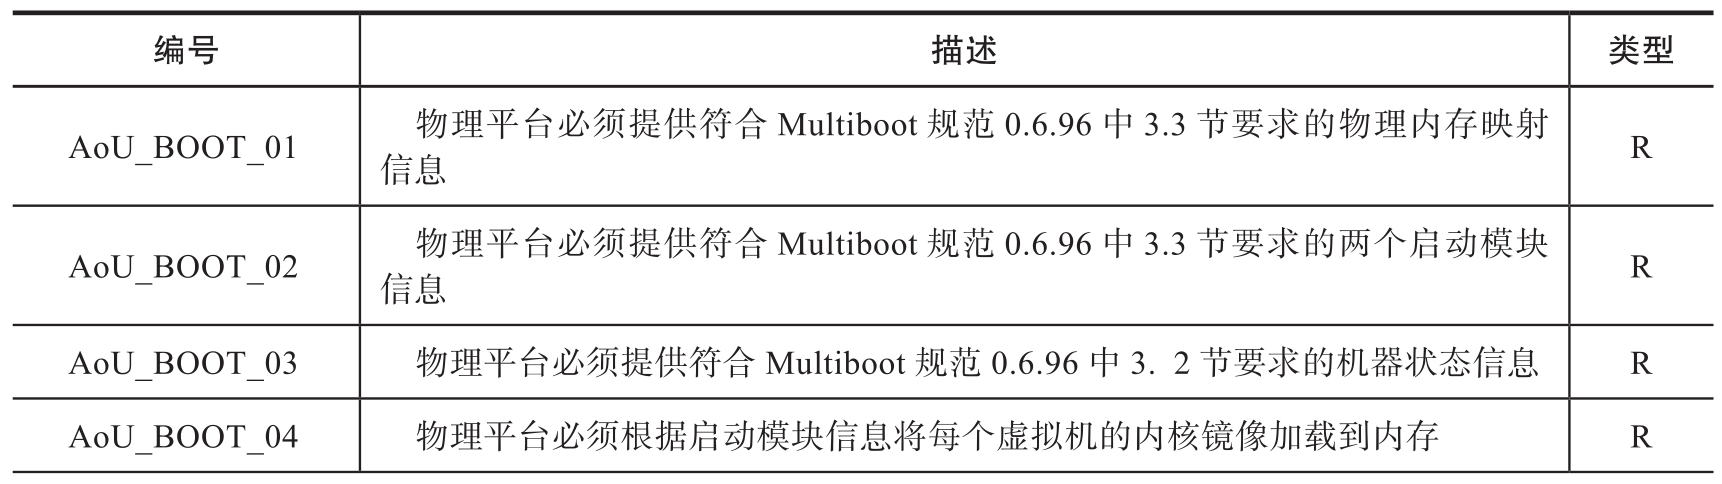 编号 描述 类型
物理平台必须提供符合 Multiboot 规范 0.6.96 中 3.3 节要求的物理内存映射
AoU_BOOT_01 R
信息
物理平台必须提供符合 Multiboot 规范 0.6.96 中 3.3 节要求的两个启动模块
AoU_BOOT_02 R
信息
AoU_BOOT_03 物理平台必须提供符合 Multiboot 规范 0.6.96 中 3. 2 节要求的机器状态信息 R
AoU_BOOT_04 物理平台必须根据启动模块信息将每个虚拟机的内核镜像加载到内存 R